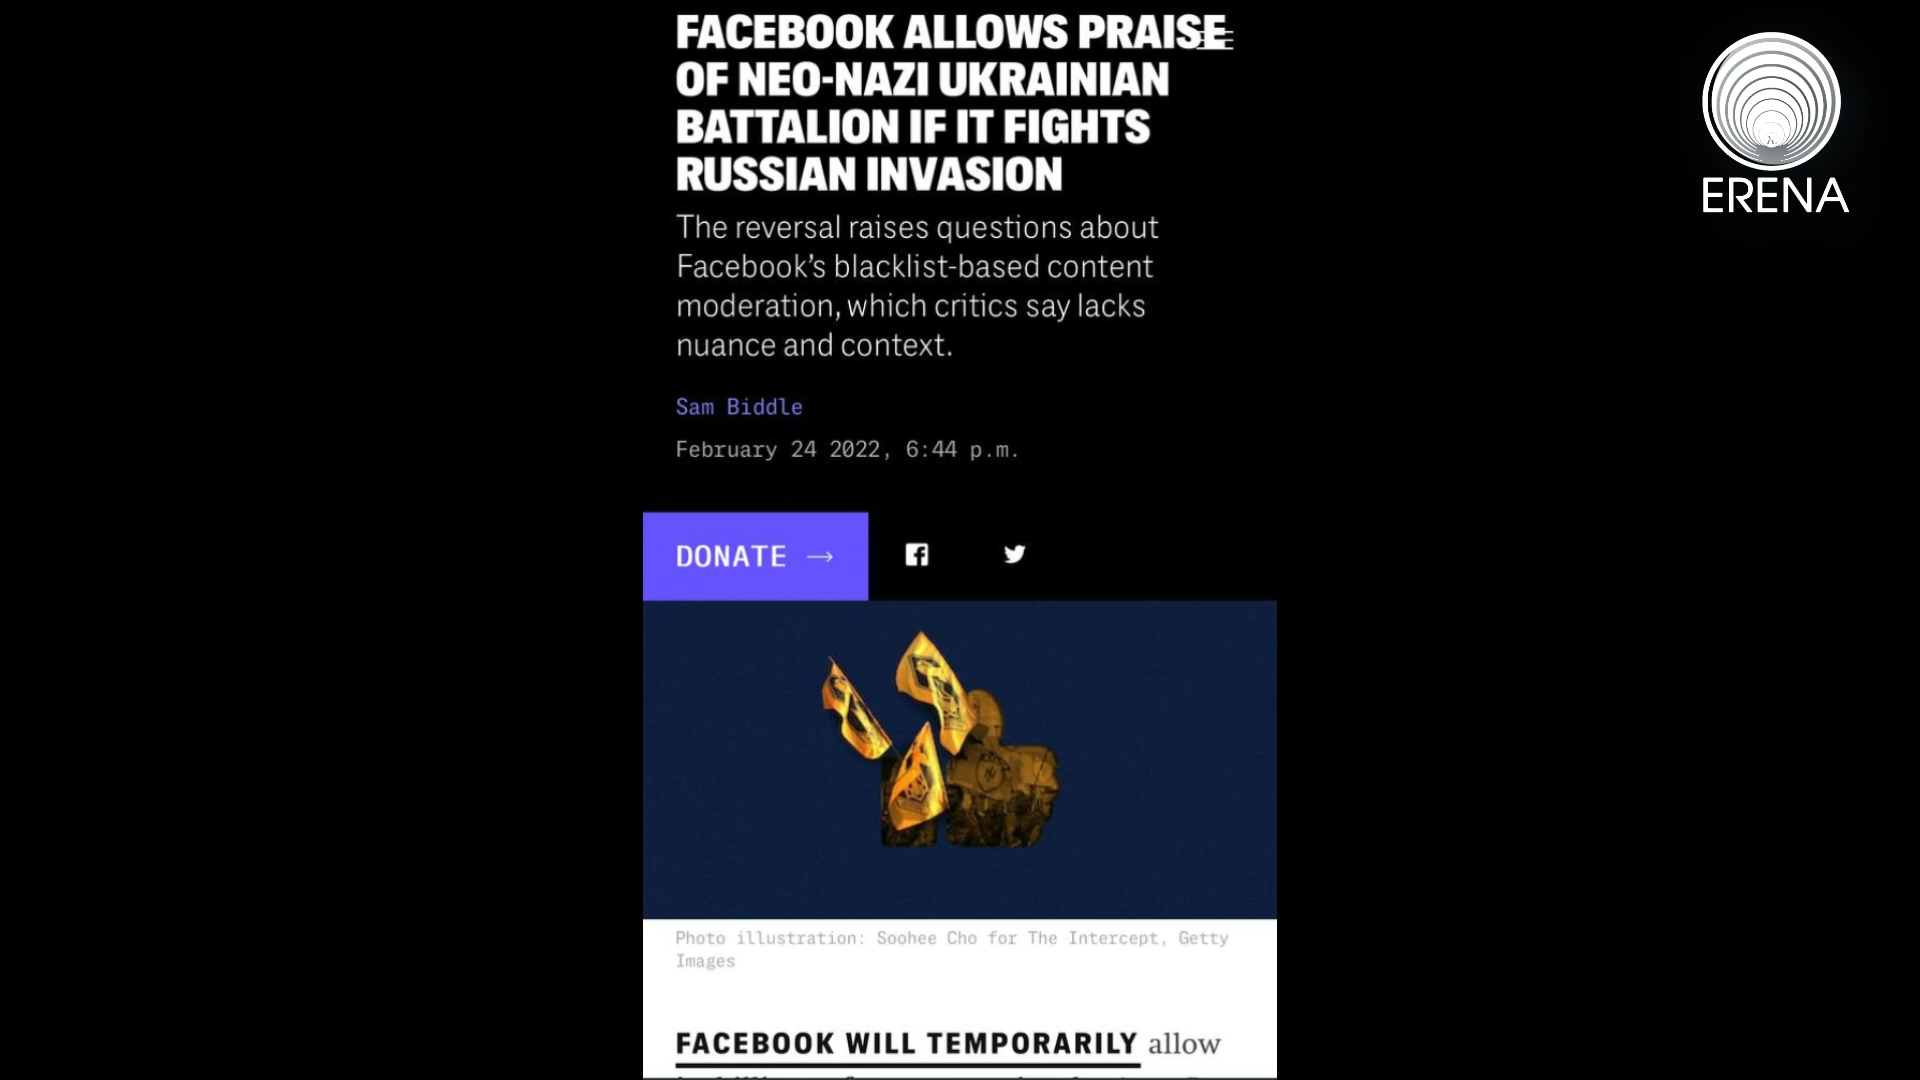 FACEBOOK ALLOWS PRAISE
OF NEO-NAZI UKRAINIAN
BATTALION IF IT FIGHTS
RUSSIAN INVASION
The reversal raises questions about
Facebook’s blacklist-based content
moderation, which critics say lacks
nuance and context.
Sam Biddle
February 24 2022, 6:44 p.m.
DONATE →
Photo illustration: Soohee Cho for The Intercept, Getty
Images
FACEBOOK WILL TEMPORARILY allow
ERENA